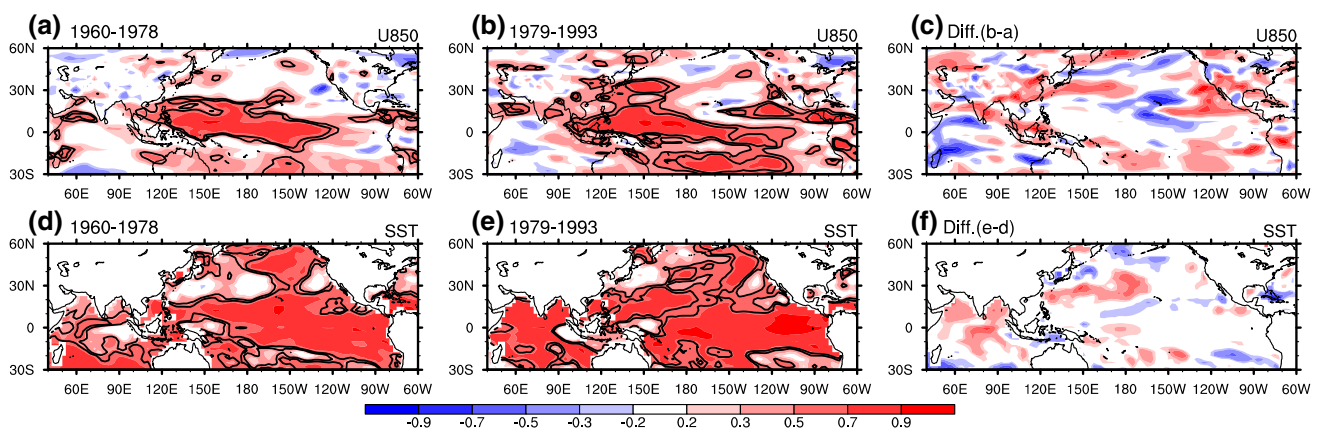 (a) 1960-1978 U850
(b) 1979-1993 U850
(c) Diff.(b-a) U850
60N
30N
0
30S
60E 90E 120E 150E 180 150W 120W 90W 60W
60N
30N
0
30S
60E 90E 120E 150E 180 150W 120W 90W 60W
60N
30N
0
30S
60E 90E 120E 150E 180 150W 120W 90W 60W
(d) 1960-1978 SST
(e) 1979-1993 SST
(f) Diff.(e-d) SST
60N
30N
0
30S
60E 90E 120E 150E 180 150W 120W 90W 60W
60N
30N
0
30S
60E 90E 120E 150E 180 150W 120W 90W 60W
60N
30N
0
30S
60E 90E 120E 150E 180 150W 120W 90W 60W
-0.9 -0.7 -0.5 -0.3 -0.2 0.2 0.3 0.5 0.7 0.9